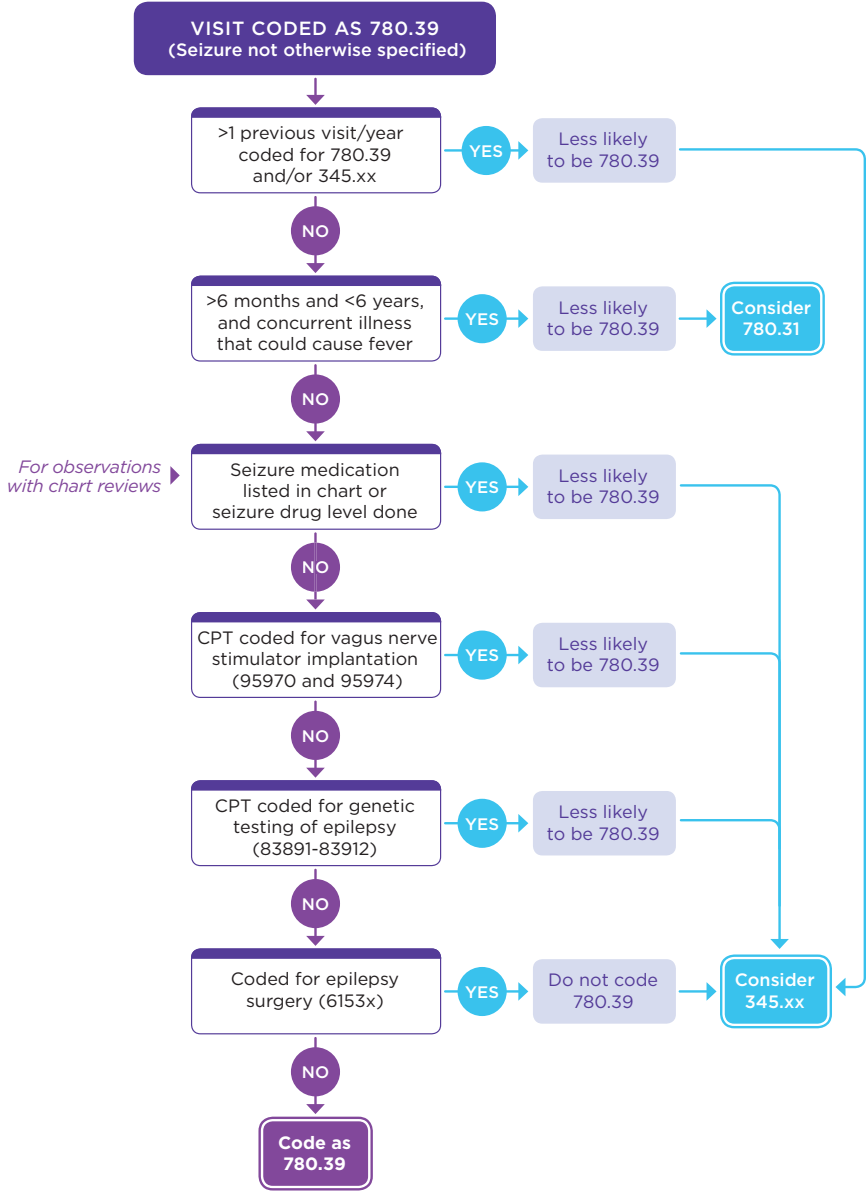 VISIT CODED AS 780.39
(Seizure not otherwise specified)
>1 previous visit/year
coded for 780.39
and/or 345.xx
YES
Less likely
to be 780.39
NO
>6 months and <6 years,
and concurrent illness
that could cause fever
YES
Less likely
to be 780.39
Consider
780.31
NO
For observations
with chart reviews
Seizure medication
listed in chart or
seizure drug level done
YES
Less likely
to be 780.39
NO
CPT coded for vagus nerve
stimulator implantation
(95970 and 95974)
YES
Less likely
to be 780.39
NO
CPT coded for genetic
testing of epilepsy
(83891-83912)
YES
Less likely
to be 780.39
NO
Coded for epilepsy
surgery (6153x)
YES
Do not code
780.39
Consider
345.xx
NO
Code as
780.39